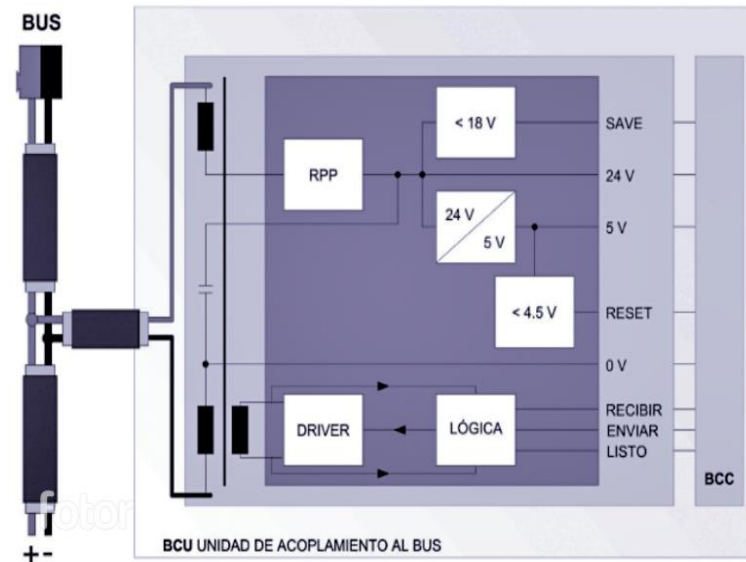 BUS
< 18 V
SAVE
RPP
24 V
24 V
5 V
5 V
< 4.5 V
RESET
0 V
RECIBIR
DRIVER
LÓGICA
ENVIAR
LISTO
BCC
fotor
+-
BCU UNIDAD DE ACOPLAMIENTO AL BUS